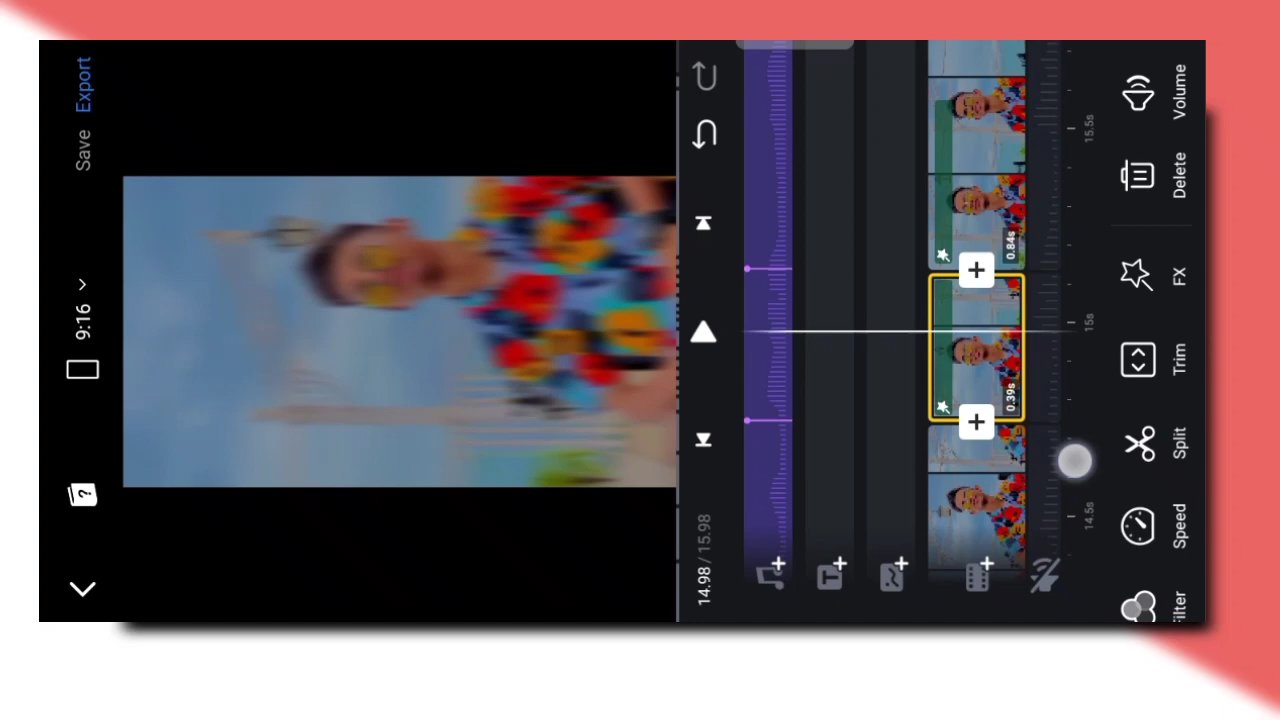 9:16
Save
Export
14.98 / 15.98
T
0.39s
0.84s
14.5s
15s
15.5s
ilter
Speed
Split
Trim
FX
Delete
Volume